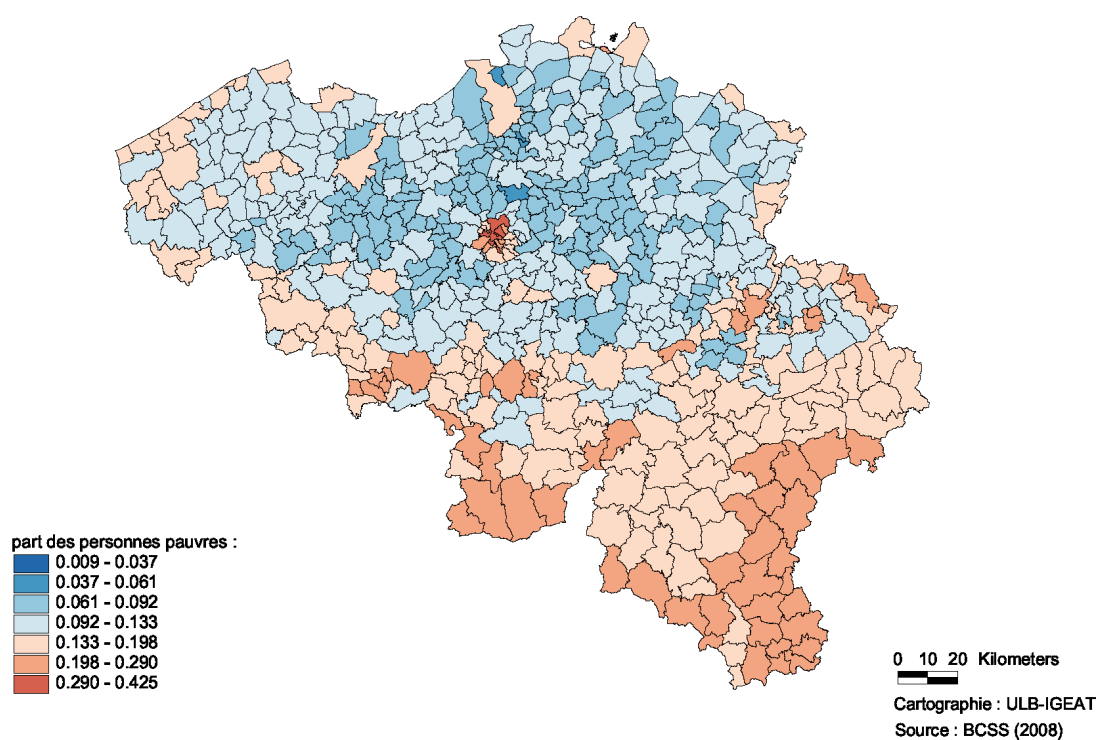 part des personnes pauvres :
0.009 - 0.037
0.037 - 0.061
0.061 - 0.092
0.092 - 0.133
0.133 - 0.198
0.198 - 0.290
0.290 - 0.425
0 10 20 Kilometers
Cartographie : ULB-IGEAT
Source : BCSS (2008)